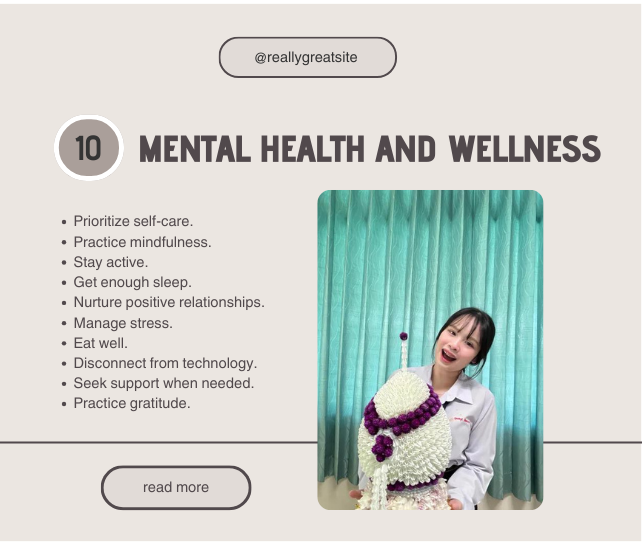 @reallygreatsite
10 MENTAL HEALTH AND WELLNESS
Prioritize self-care.
Practice mindfulness.
Stay active.
Get enough sleep.
Nurture positive relationships.
Manage stress.
Eat well.
Disconnect from technology.
Seek support when needed.
Practice gratitude.
read more